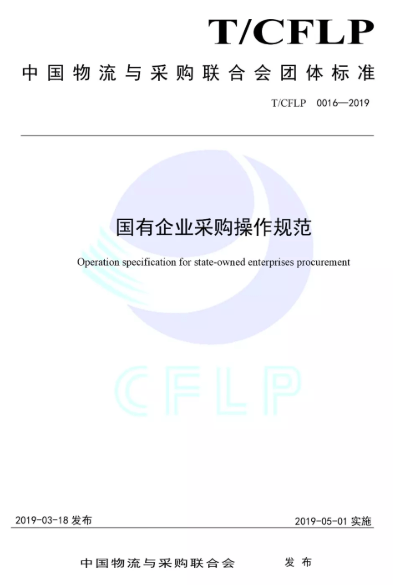 T/CFLP
中国物流与采购联合会团体标准
T/CFLP 0016—2019
国有企业采购操作规范
Operation specification for state-owned enterprises procurement
CFLP
2019-03-18 发布
2019-05-01 实施
中国物流与采购联合会 发布